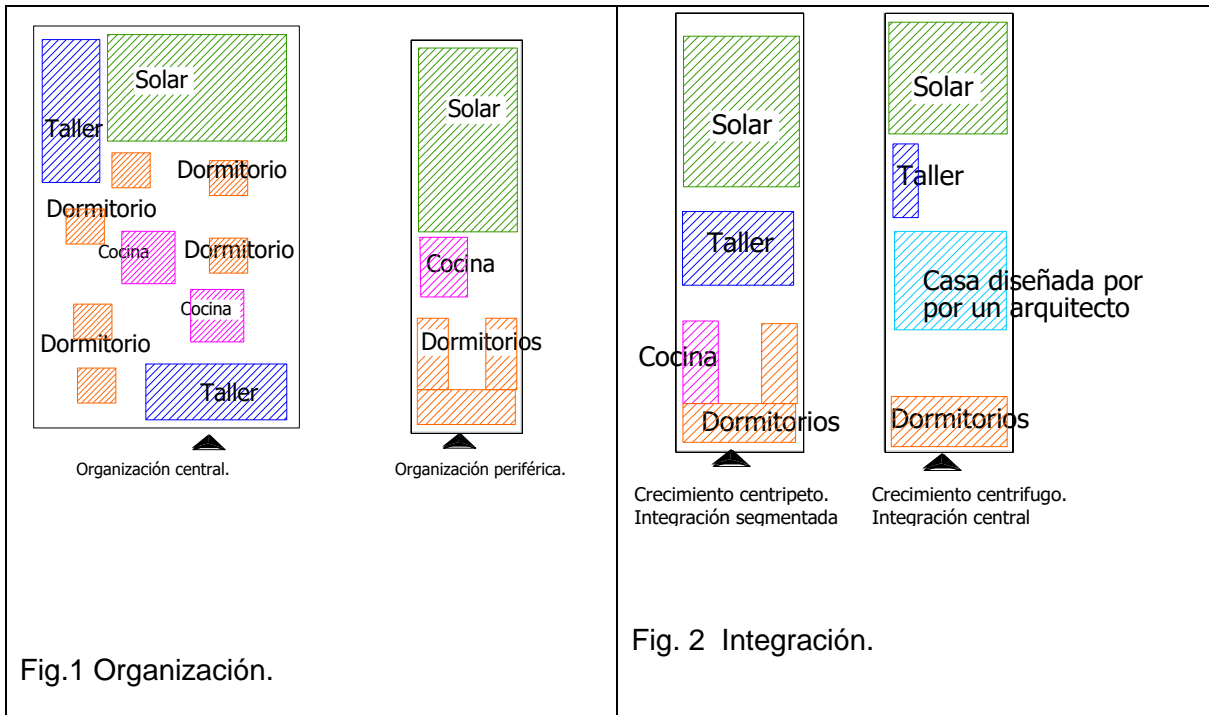 Solar
Taller
Dormitorio
Dormitorio
Cocina
Dormitorio
Cocina
Dormitorio
Taller
Organización central.
Solar
Cocina
Dormitorios
Organización periférica.
Fig.1 Organización.
Solar
Taller
Cocina
Dormitorios
Crecimiento centripeto.
Integración segmentada
Solar
Taller
Casa diseñada por
por un arquitecto
Dormitorios
Crecimiento centrifugo.
Integración central
Fig. 2 Integración.